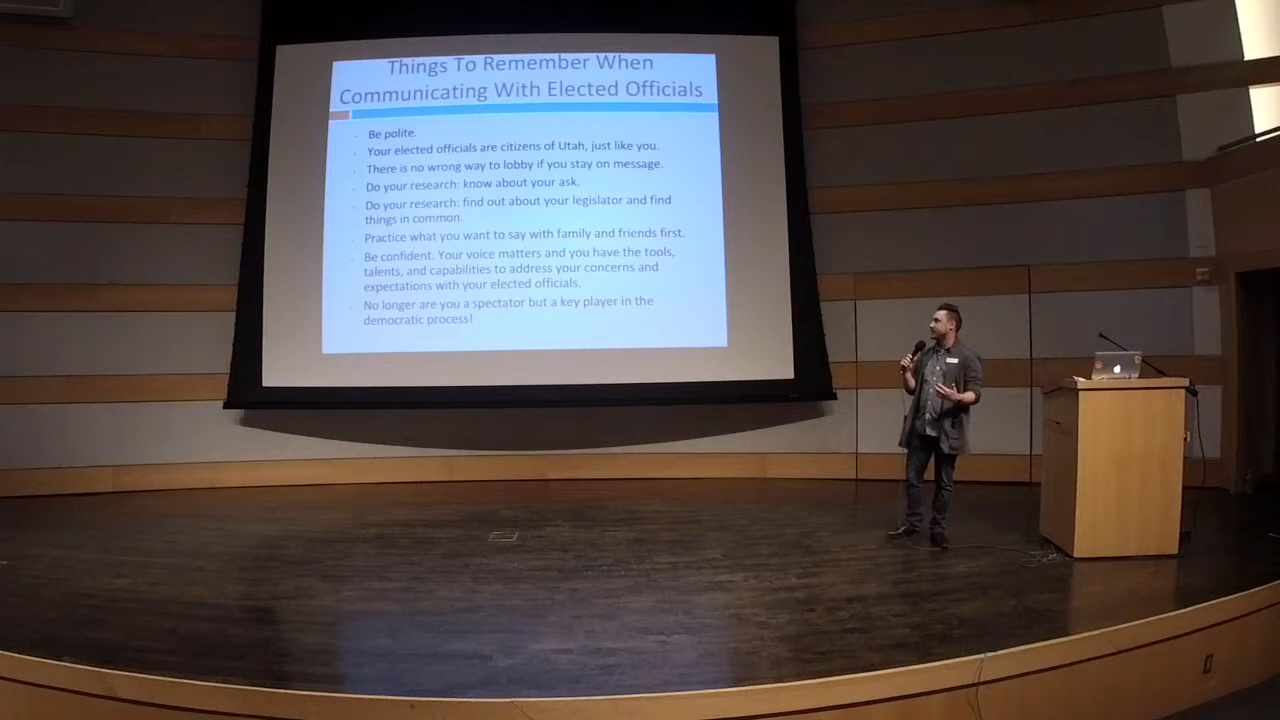 Things To Remember When
Communicating With Elected Officials
Be polite.
Your elected officials are citizens of Utah, just like you.
There is no wrong way to lobby if you stay on message.
Do your research: know about your ask.
Do your research: find out about your legislator and find
things in common.
Practice what you want to say with family and friends first.
Be confident. Your voice matters and you have the tools,
talents, and capabilities to address your concerns and
expectations with your elected officials.
No longer are you a spectator but a key player in the
democratic process!